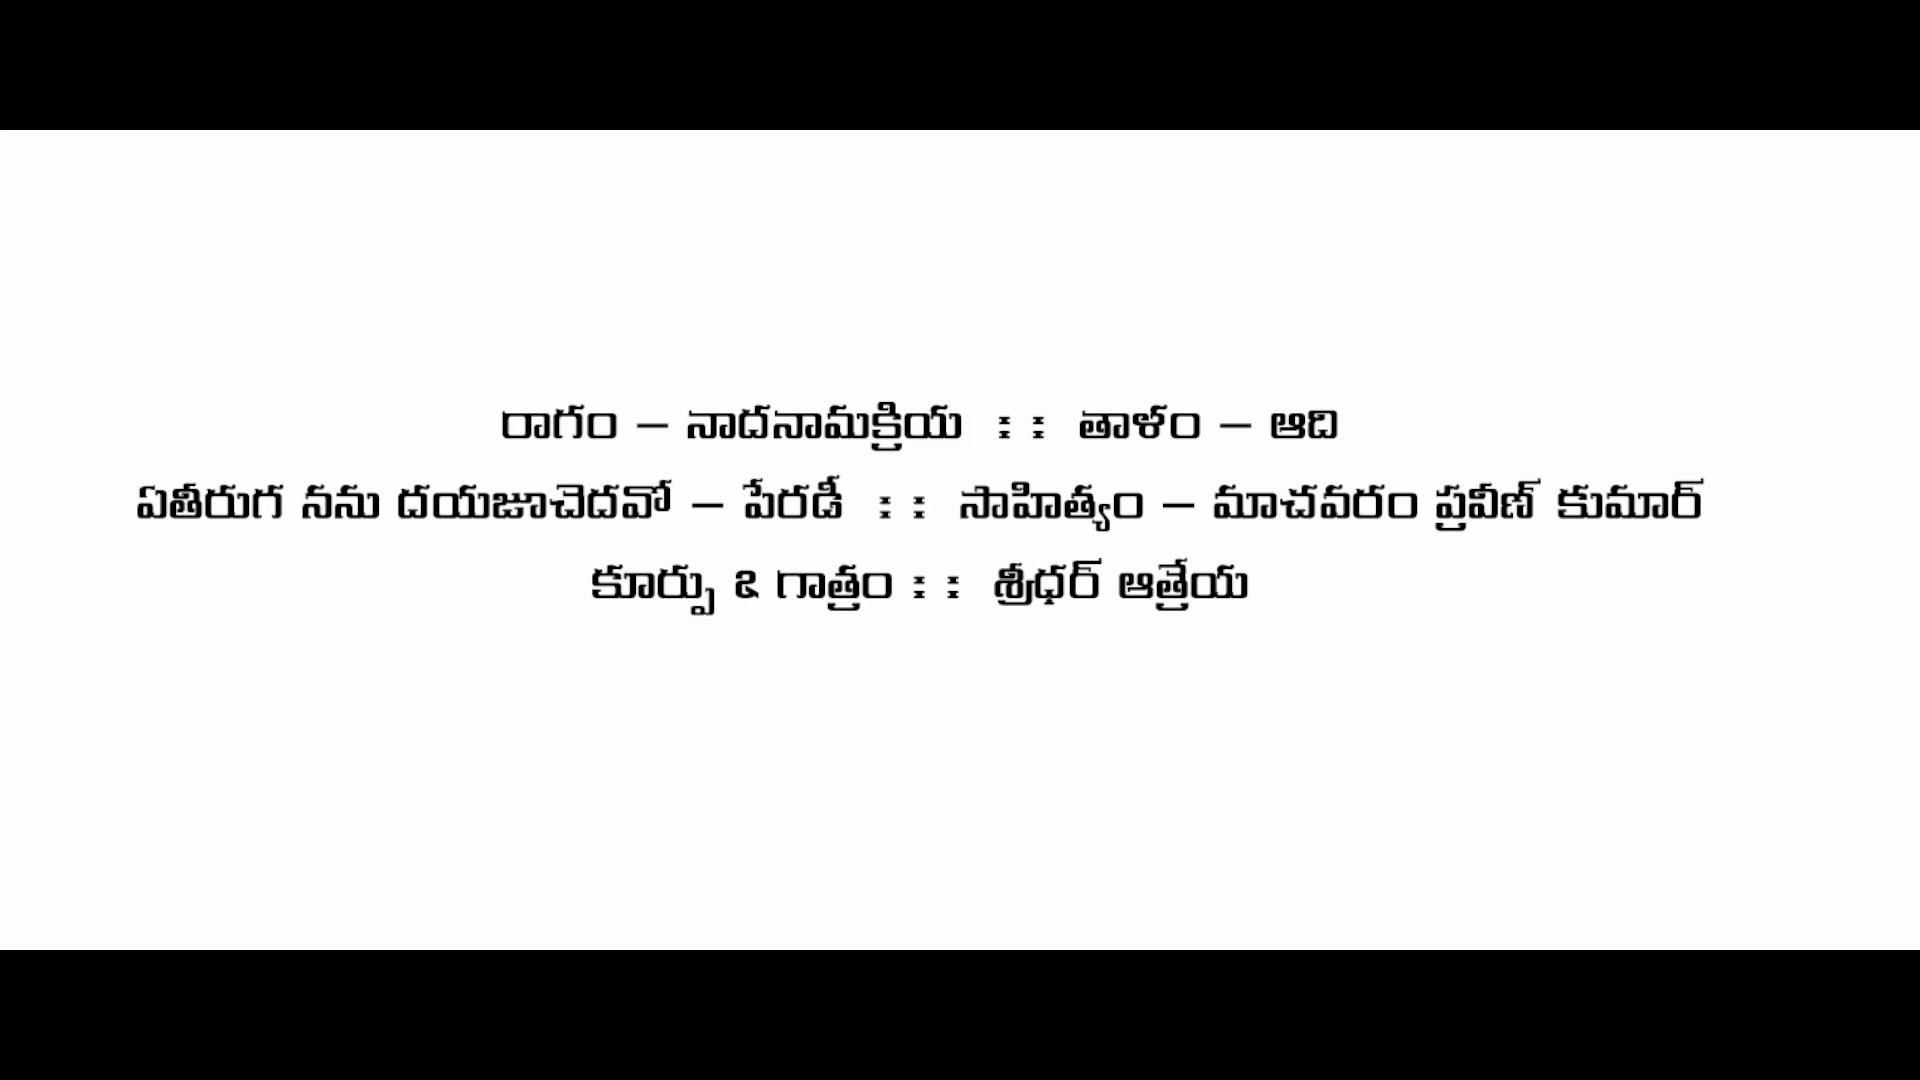 రాగం – నాదనామక్రియ :: తాళం – ఆది
ఏతీరుగ నను దయజూచెదవో – పేరడీ :: సాహిత్యం – మాచవరం ప్రవీణ్ కుమార్
కూర్పు & గాత్రం :: శ్రీధర్ ఆత్రేయ